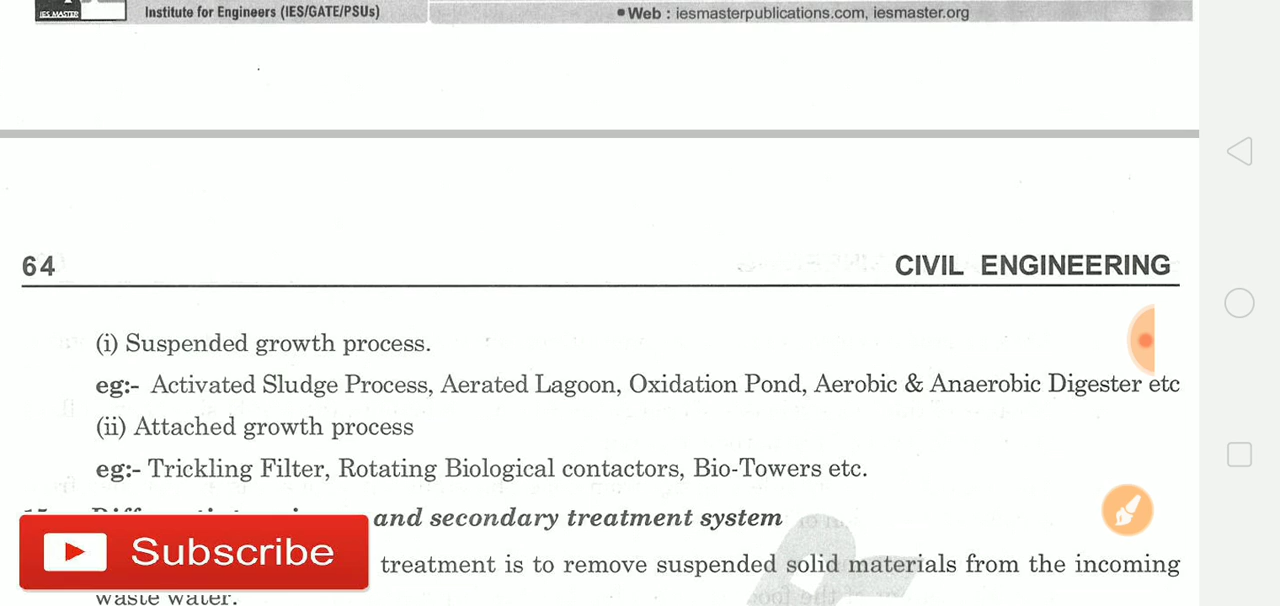 IES MASTER Institute for Engineers (IES/GATE/PSUs) • Web : iesmasterpublications.com, iesmaster.org
64 CIVIL ENGINEERING
(i) Suspended growth process.
eg:- Activated Sludge Process, Aerated Lagoon, Oxidation Pond, Aerobic & Anaerobic Digester etc
(ii) Attached growth process
eg:- Trickling Filter, Rotating Biological contactors, Bio-Towers etc.
and secondary treatment system
Subscribe
treatment is to remove suspended solid materials from the incoming
waste water.